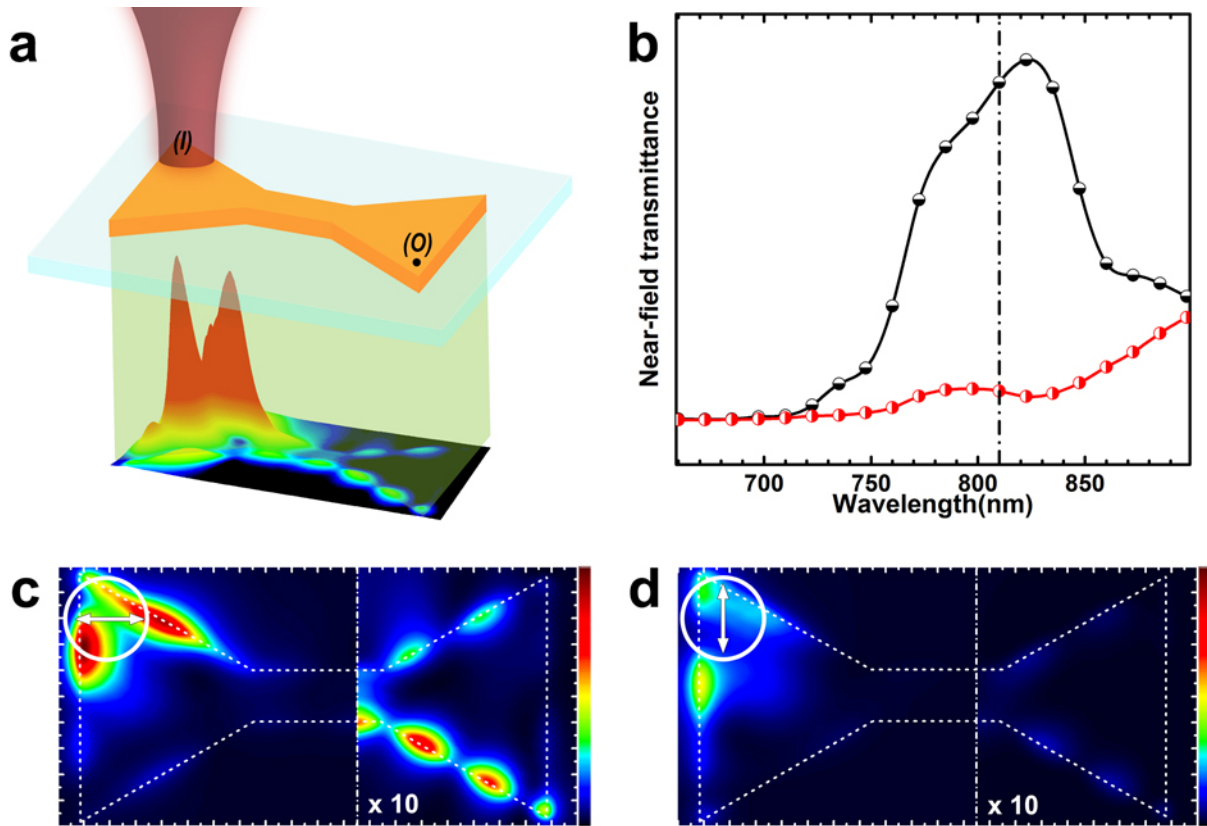 a
(I)
(O)
b
Near-field transmittance
700
750
800
850
Wavelength(nm)
c
x 10
d
x 10